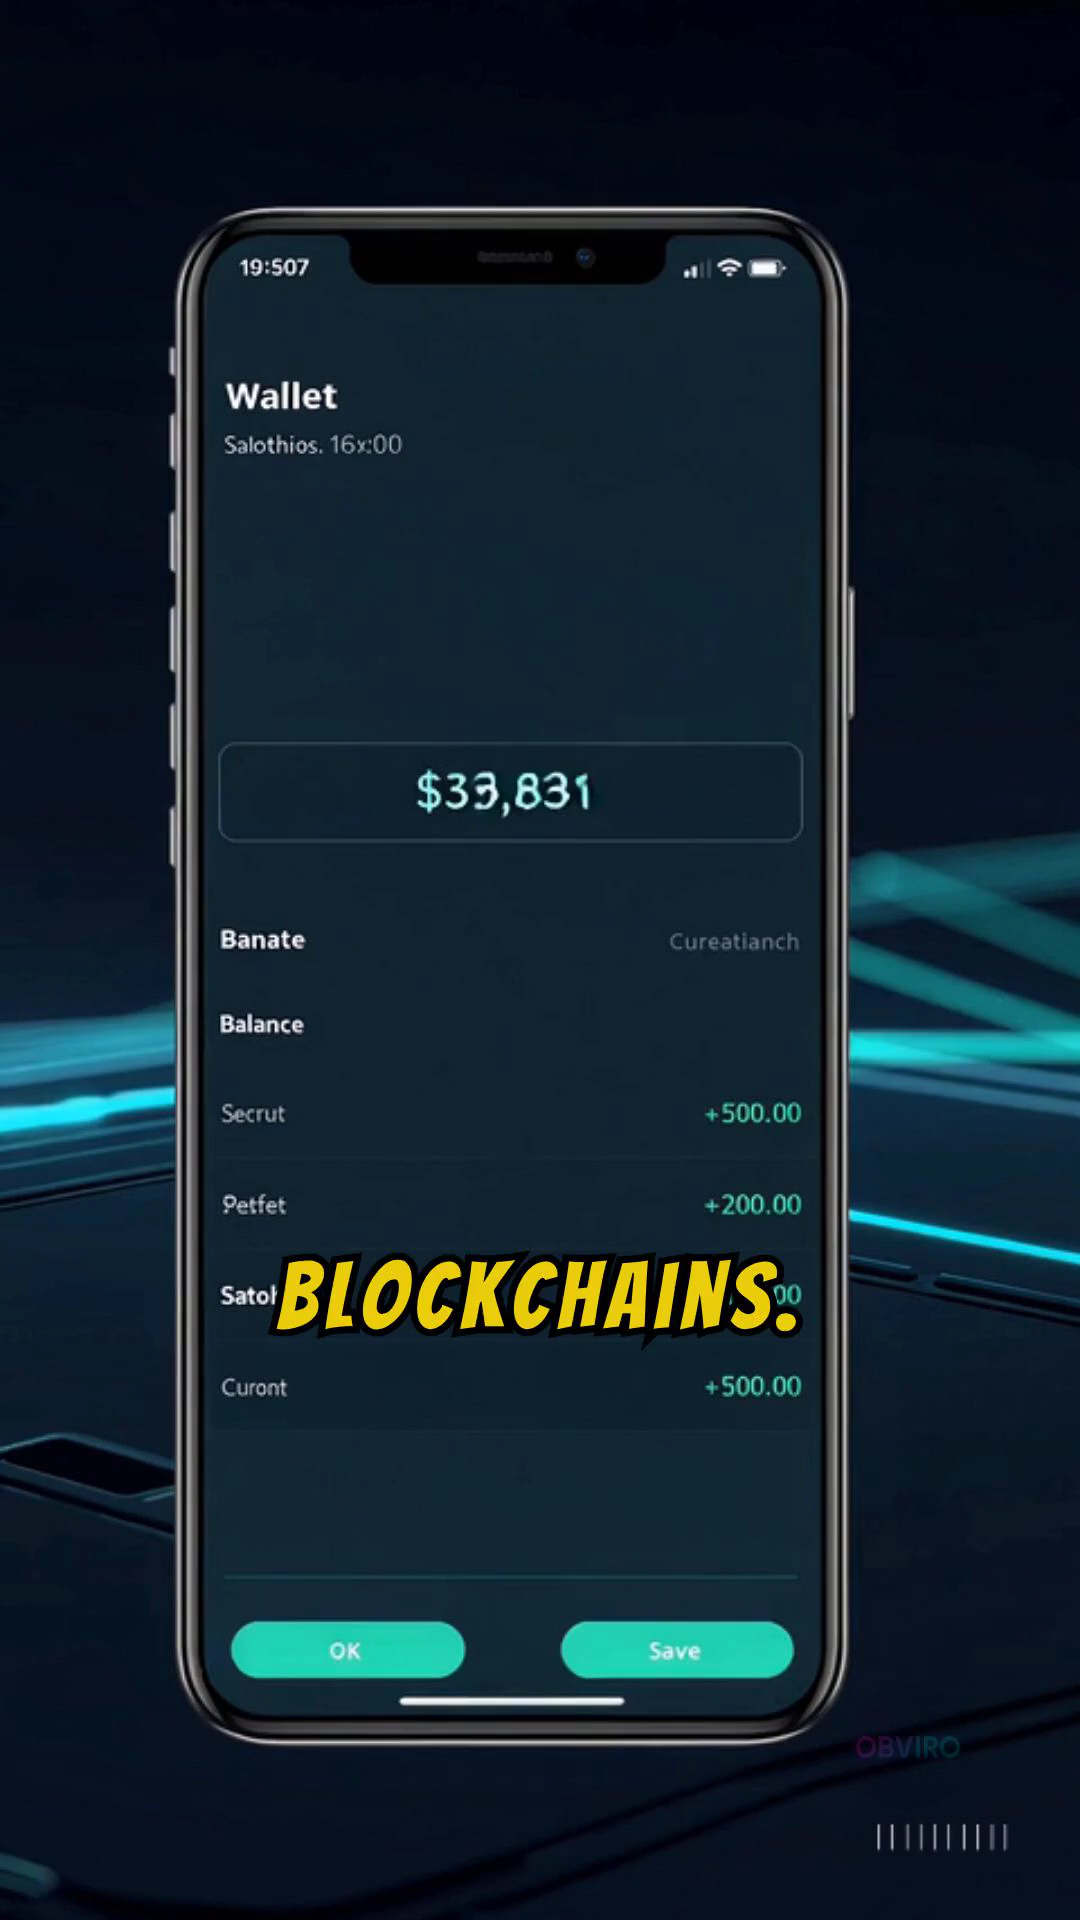 19:507
Wallet
Salothios. 16x:00
$33,831
Banate Cureatianch
Balance
Secrut +500.00
Petfet +200.00
BLOCKCHAINS.
Curont +500.00
OK Save
OBVIRO